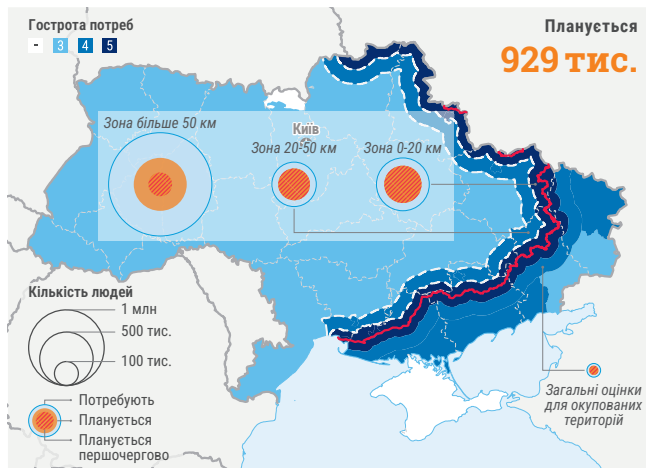 Гострота потреб
- 3 4 5
Планується
929 тис.
Зона більше 50 км
Київ
Зона 20-50 км
Зона 0-20 км
Кількість людей
1 млн
500 тис.
100 тис.
Потребують
Планується
Планується
першочергово
Загальні оцінки
для окупованих
територій